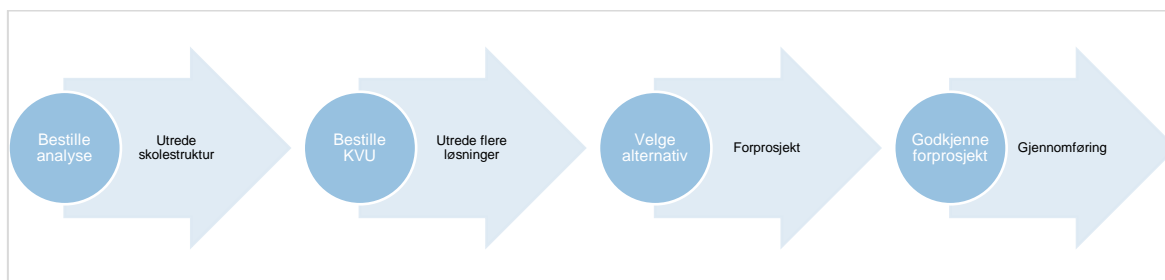 Bestille
analyse
Utrede
skolestruktur
Bestille
KVU
Utrede flere
løsninger
Velge
alternativ
Forprosjekt
Godkjenne
forprosjekt
Gjennomføring